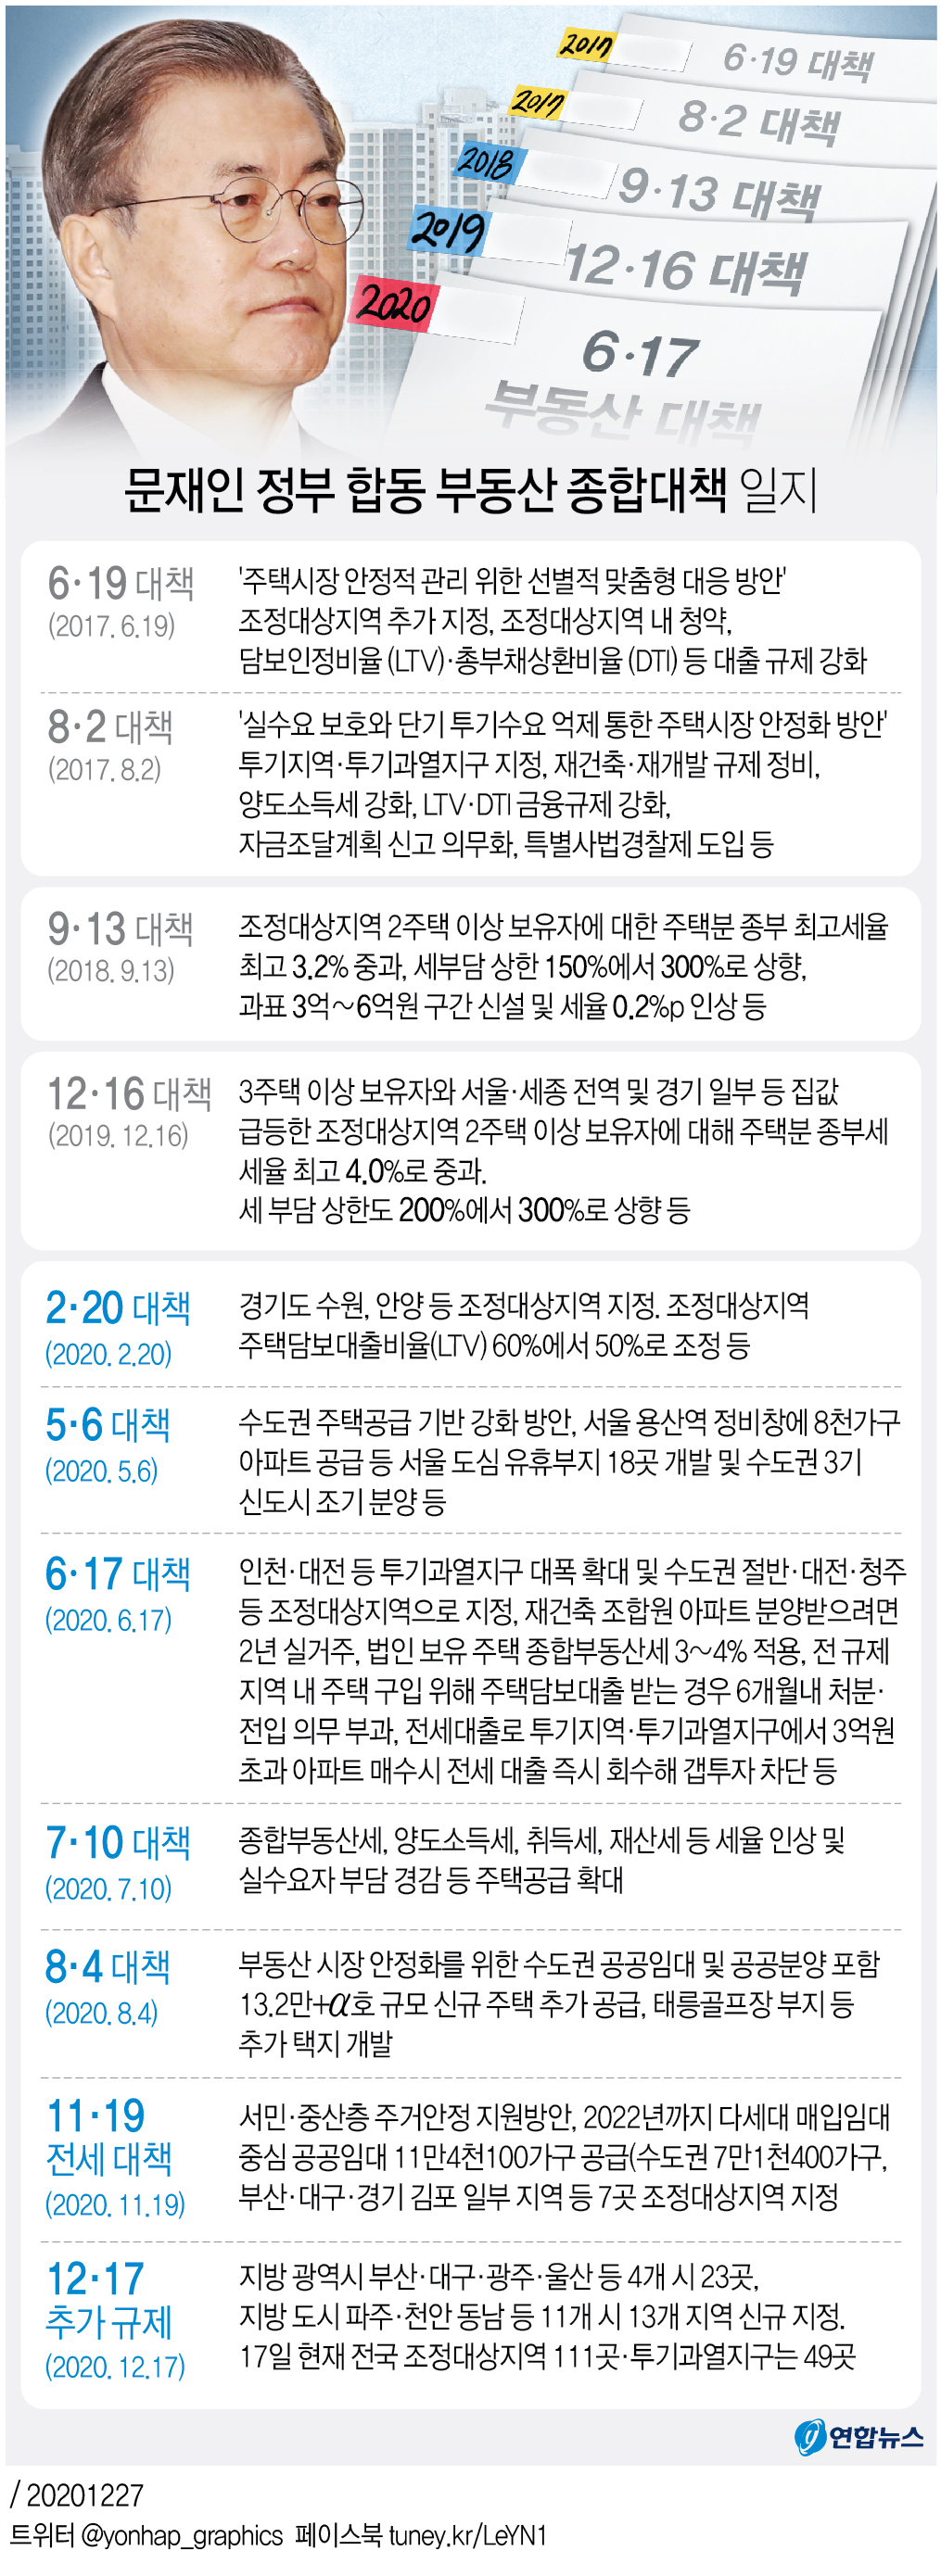 2017
6·19 대책
2017
8·2 대책
2018
9·13 대책
2019
12·16 대책
2020
6·17
부동산 대책
문재인 정부 합동 부동산 종합대책 일지
6·19 대책
(2017. 6.19)
'주택시장 안정적 관리 위한 선별적 맞춤형 대응 방안'
조정대상지역 추가 지정, 조정대상지역 내 청약,
담보인정비율 (LTV)·총부채상환비율 (DTI) 등 대출 규제 강화
8·2 대책
(2017. 8.2)
'실수요 보호와 단기 투기수요 억제 통한 주택시장 안정화 방안'
투기지역·투기과열지구 지정, 재건축·재개발 규제 정비,
양도소득세 강화, LTV·DTI 금융규제 강화,
자금조달계획 신고 의무화, 특별사법경찰제 도입 등
9·13 대책
(2018. 9.13)
조정대상지역 2주택 이상 보유자에 대한 주택분 종부 최고세율
최고 3.2% 중과, 세부담 상한 150%에서 300%로 상향,
과표 3억~6억원 구간 신설 및 세율 0.2%p 인상 등
12·16 대책
(2019. 12.16)
3주택 이상 보유자와 서울·세종 전역 및 경기 일부 등 집값
급등한 조정대상지역 2주택 이상 보유자에 대해 주택분 종부세
세율 최고 4.0%로 중과.
세 부담 상한도 200%에서 300%로 상향 등
2·20 대책
(2020. 2.20)
경기도 수원, 안양 등 조정대상지역 지정. 조정대상지역
주택담보대출비율(LTV) 60%에서 50%로 조정 등
5·6 대책
(2020. 5.6)
수도권 주택공급 기반 강화 방안, 서울 용산역 정비창에 8천가구
아파트 공급 등 서울 도심 유휴부지 18곳 개발 및 수도권 3기
신도시 조기 분양 등
6·17 대책
(2020. 6.17)
인천·대전 등 투기과열지구 대폭 확대 및 수도권 절반·대전·청주
등 조정대상지역으로 지정, 재건축 조합원 아파트 분양받으려면
2년 실거주, 법인 보유 주택 종합부동산세 3~4% 적용, 전 규제
지역 내 주택 구입 위해 주택담보대출 받는 경우 6개월내 처분·
전입 의무 부과, 전세대출로 투기지역·투기과열지구에서 3억원
초과 아파트 매수시 전세 대출 즉시 회수해 갭투자 차단 등
7·10 대책
(2020. 7.10)
종합부동산세, 양도소득세, 취득세, 재산세 등 세율 인상 및
실수요자 부담 경감 등 주택공급 확대
8·4 대책
(2020. 8.4)
부동산 시장 안정화를 위한 수도권 공공임대 및 공공분양 포함
13.2만+α호 규모 신규 주택 추가 공급, 태릉골프장 부지 등
추가 택지 개발
11·19
전세 대책
(2020. 11.19)
서민·중산층 주거안정 지원방안, 2022년까지 다세대 매입임대
중심 공공임대 11만4천100가구 공급(수도권 7만1천400가구,
부산·대구·경기 김포 일부 지역 등 7곳 조정대상지역 지정
12·17
추가 규제
(2020. 12.17)
지방 광역시 부산·대구·광주·울산 등 4개 시 23곳,
지방 도시 파주·천안 동남 등 11개 시 13개 지역 신규 지정.
17일 현재 전국 조정대상지역 111곳·투기과열지구는 49곳
연합뉴스
/ 20201227
트위터 @yonhap_graphics 페이스북 tuney.kr/LeYN1